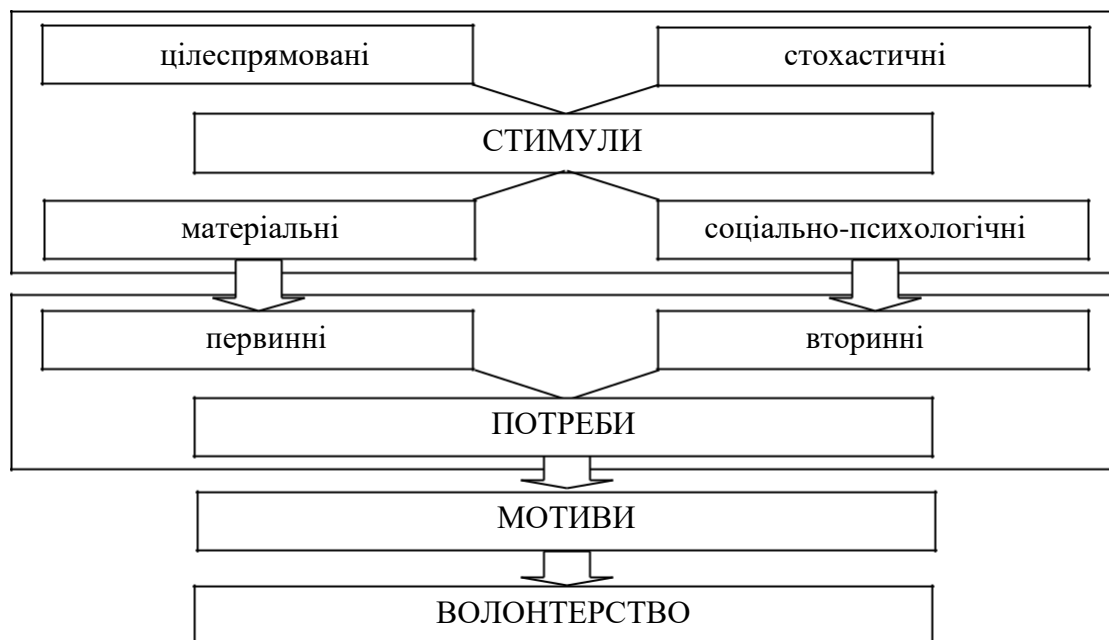 цілеспрямовані
стохастичні
СТИМУЛИ
матеріальні
соціально-психологічні
первинні
вторинні
ПОТРЕБИ
МОТИВИ
ВОЛОНТЕРСТВО